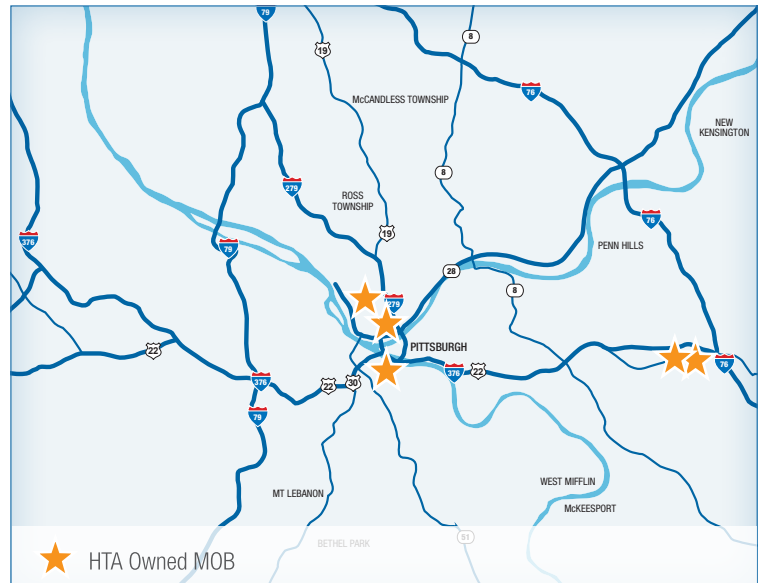 79
19
8
McCANDLESS TOWNSHIP
76
NEW
KENSINGTON
8
279
ROSS
TOWNSHIP
76
19
376
79
PENN HILLS
28
8
279
PITTSBURGH
22
376
22
76
376
22
30
79
WEST MIFFLIN
MT LEBANON
McKEESPORT
51
BETHEL PARK
HTA Owned MOB